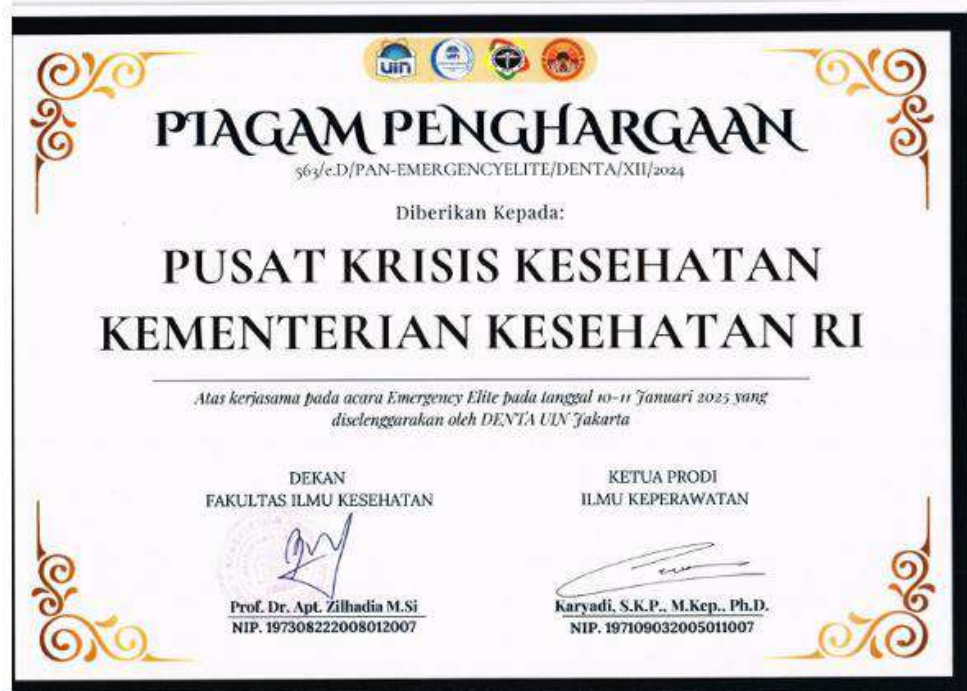 uin
PIAGAM PENGHARGAAN
563/e.D/PAN-EMERGENCYELITE/DENTA/XII/2024
Diberikan Kepada:
PUSAT KRISIS KESEHATAN
KEMENTERIAN KESEHATAN RI
Atas kerjasama pada acara Emergency Elite pada tanggal 10-11 Januari 2025 yang
diselenggarakan oleh DENTA UIN Jakarta
DEKAN
FAKULTAS ILMU KESEHATAN
Prof. Dr. Apt. Zilhadia M.Si
NIP. 197308222008012007
KETUA PRODI
ILMU KEPERAWATAN
Karyadi, S.K.P., M.Kep., Ph.D.
NIP. 197109032005011007